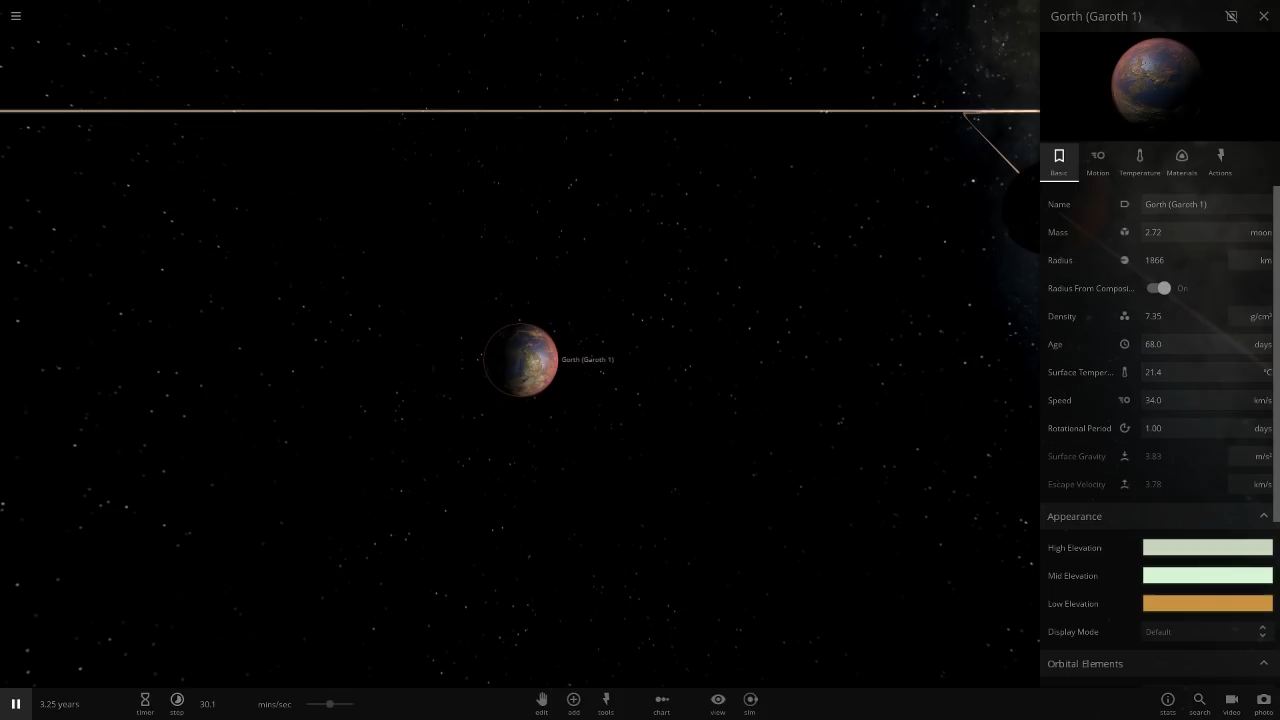 Gorth (Garoth 1)
Basic Motion Temperature Materials Actions
Name Gorth (Garoth 1)
Mass 2.72 moon
Radius 1866 km
Radius From Composi... On
Density 7.35 g/cm³
Age 68.0 days
Gorth (Garoth 1)
Surface Temper... 21.4 °C
Speed 34.0 km/s
Rotational Period 1.00 days
Surface Gravity 3.83 m/s²
Escape Velocity 3.78 km/s
Appearance
High Elevation
Mid Elevation
Low Elevation
Display Mode Default
Orbital Elements
3.25 years timer step 30.1 mins/sec edit add tools chart view sim stats search video photo